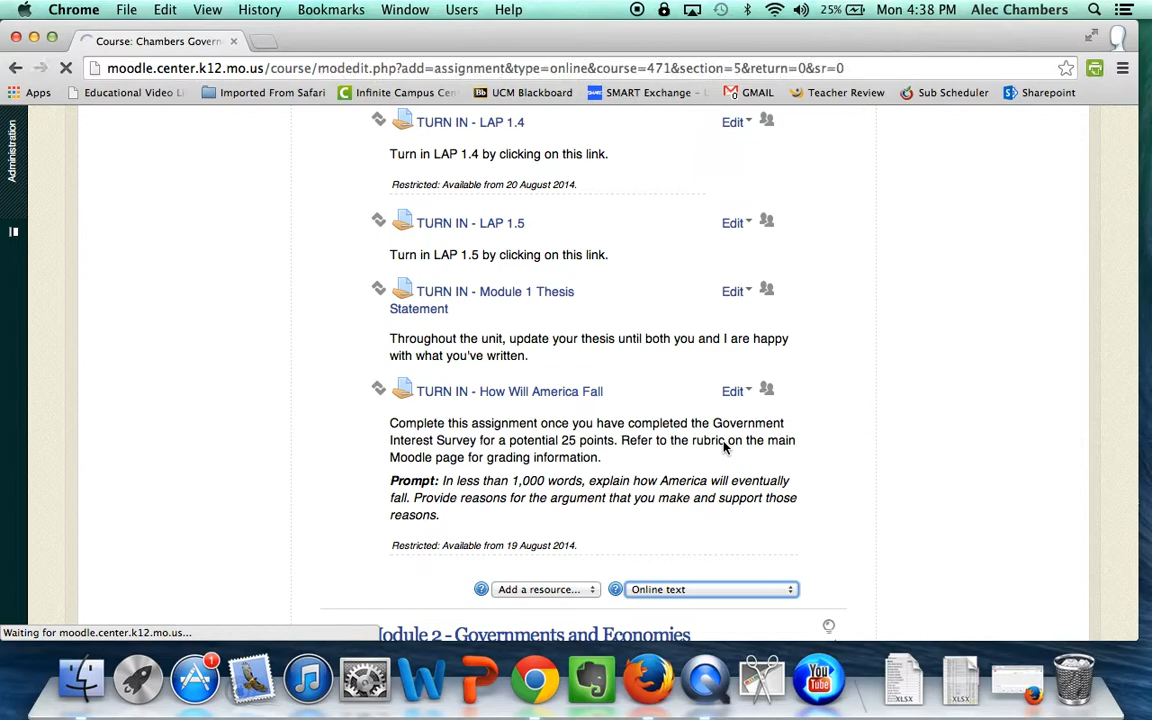 Chrome File Edit View History Bookmarks Window Users Help 25% Mon 4:38 PM Alec Chambers
Course: Chambers Govern
moodle.center.k12.mo.us/course/modedit.php?add=assignment&type=online&course=471&section=5&return=0&sr=0
Apps Educational Video Li Imported From Safari Infinite Campus Cen UCM Blackboard SMART Exchange - GMAIL Teacher Review Sub Scheduler Sharepoint
Administration
TURN IN - LAP 1.4 Edit
Turn in LAP 1.4 by clicking on this link.
Restricted: Available from 20 August 2014.
TURN IN - LAP 1.5 Edit
Turn in LAP 1.5 by clicking on this link.
TURN IN - Module 1 Thesis Edit
Statement
Throughout the unit, update your thesis until both you and I are happy
with what you've written.
TURN IN - How Will America Fall Edit
Complete this assignment once you have completed the Government
Interest Survey for a potential 25 points. Refer to the rubric on the main
Moodle page for grading information.
Prompt: In less than 1,000 words, explain how America will eventually
fall. Provide reasons for the argument that you make and support those
reasons.
Restricted: Available from 19 August 2014.
Add a resource... Online text
Waiting for moodle.center.k12.mo.us...
odule 2 - Governments and Economies
1
You
Tube
XLSX XLSX